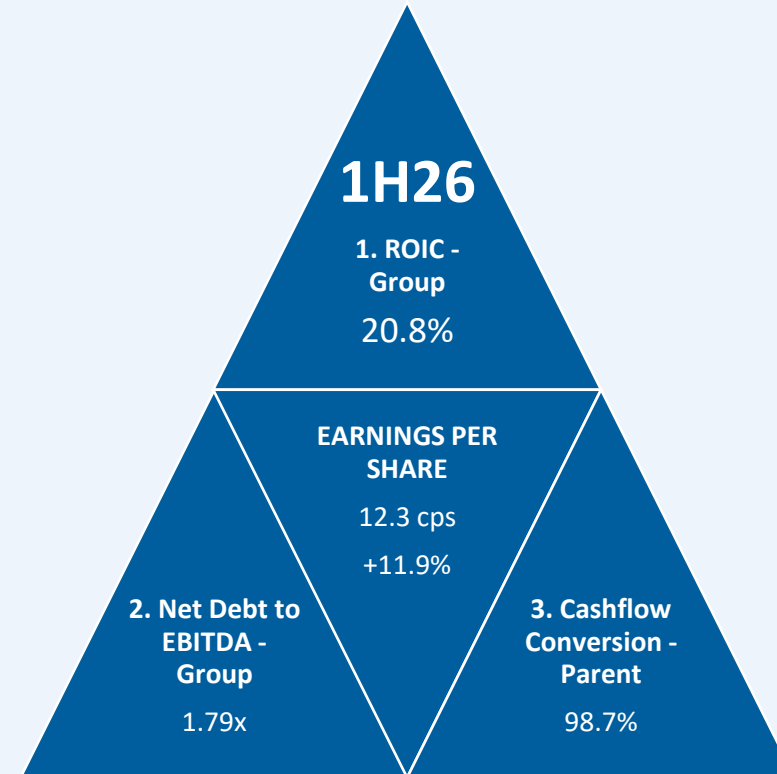 1H26
1. ROIC -
Group
20.8%
EARNINGS PER
SHARE
12.3 cps
+11.9%
2. Net Debt to
EBITDA -
Group
1.79x
3. Cashflow
Conversion -
Parent
98.7%